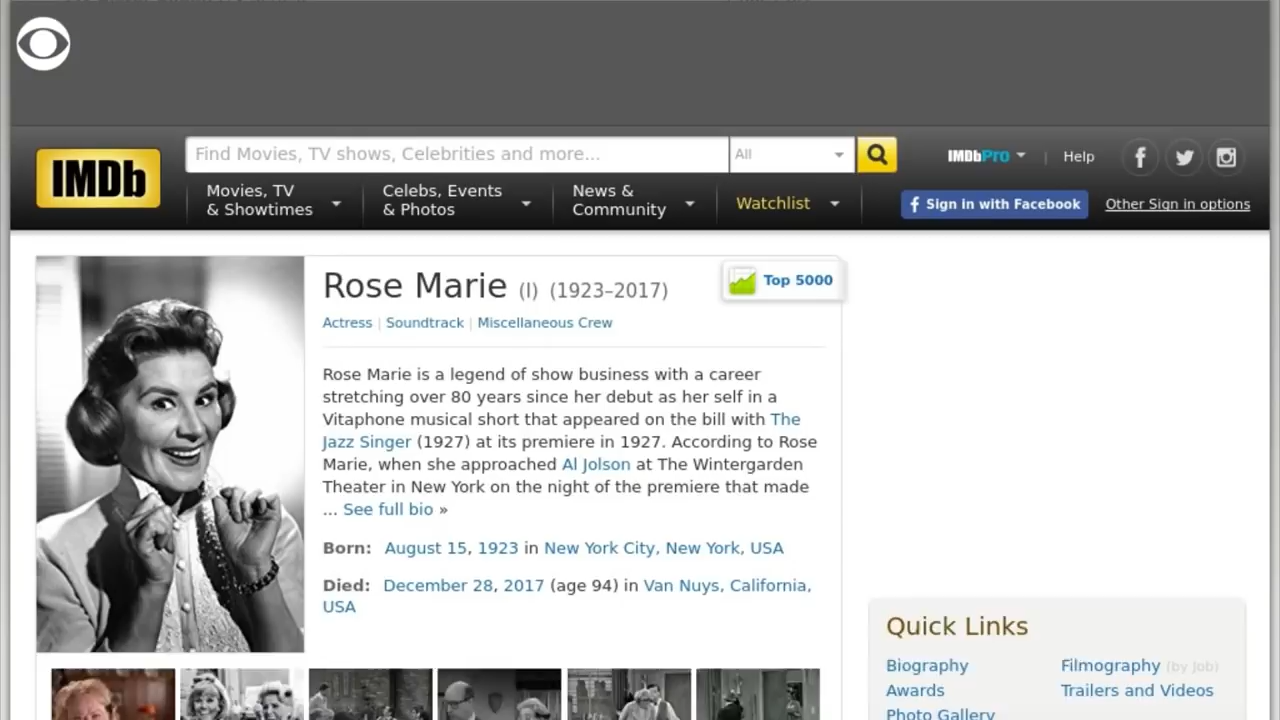 Find Movies, TV shows, Celebrities and more...
All
IMDbPro
Help
IMDb
Movies, TV
& Showtimes
Celebs, Events
& Photos
News &
Community
Watchlist
f Sign in with Facebook
Other Sign in options
Rose Marie (I) (1923–2017)
Top 5000
Actress | Soundtrack | Miscellaneous Crew
Rose Marie is a legend of show business with a career
stretching over 80 years since her debut as her self in a
Vitaphone musical short that appeared on the bill with The
Jazz Singer (1927) at its premiere in 1927. According to Rose
Marie, when she approached Al Jolson at The Wintergarden
Theater in New York on the night of the premiere that made
... See full bio »
Born: August 15, 1923 in New York City, New York, USA
Died: December 28, 2017 (age 94) in Van Nuys, California,
USA
Quick Links
Biography
Filmography (by Job)
Awards
Trailers and Videos
Photo Gallery